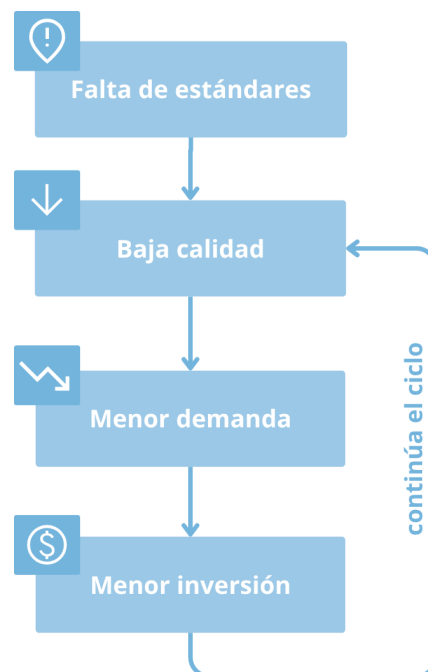 Falta de estándares
Baja calidad
Menor demanda
Menor inversión
continúa el ciclo